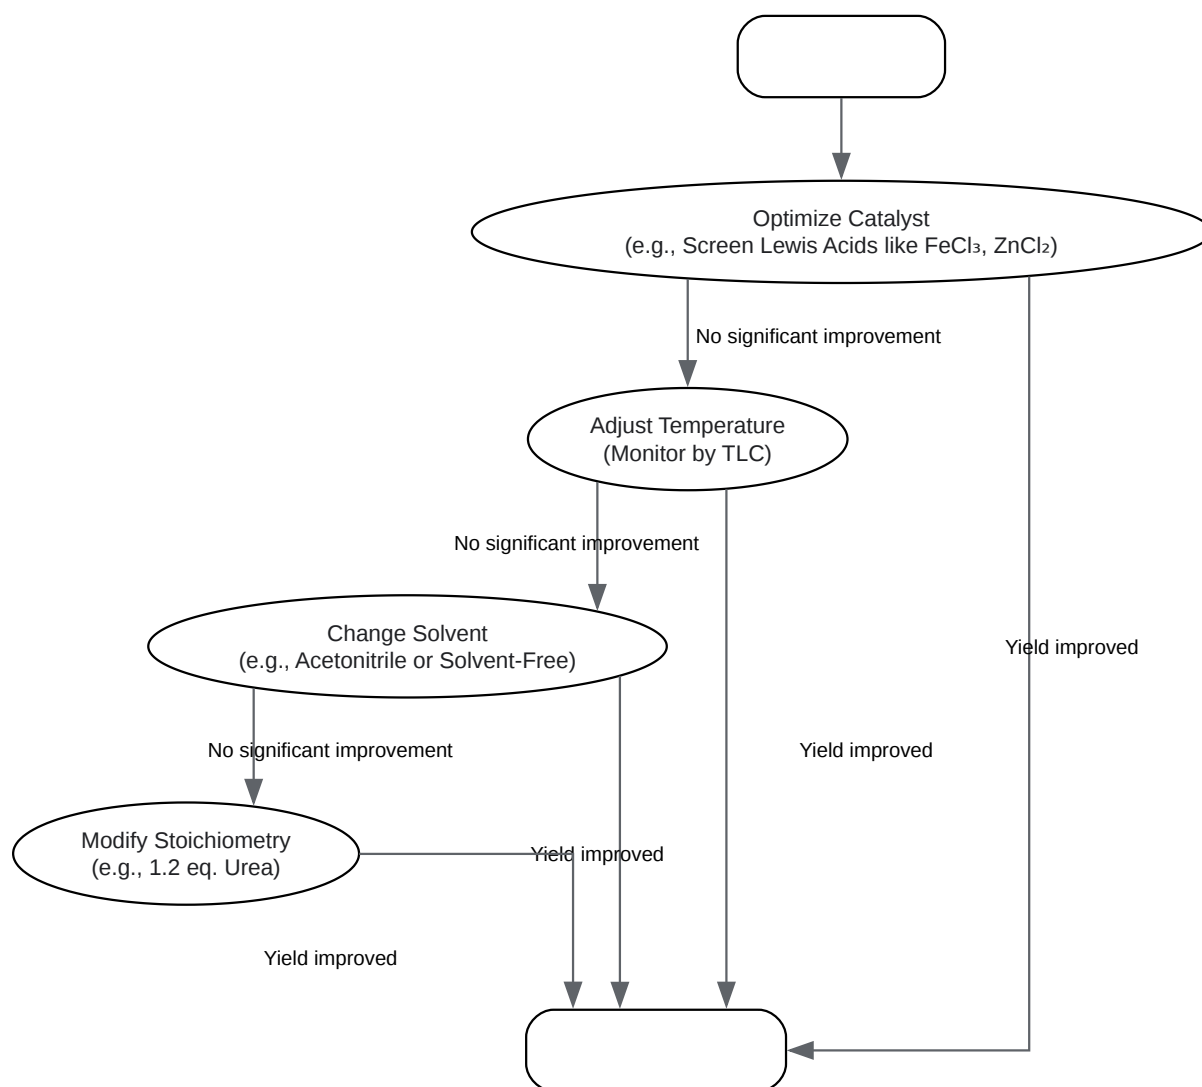 Optimize Catalyst
(e.g., Screen Lewis Acids like FeCl₃, ZnCl₂)
No significant improvement
Adjust Temperature
(Monitor by TLC)
No significant improvement
Change Solvent
(e.g., Acetonitrile or Solvent-Free)
Yield improved
No significant improvement
Yield improved
Modify Stoichiometry
(e.g., 1.2 eq. Urea)
Yield improved
Yield improved